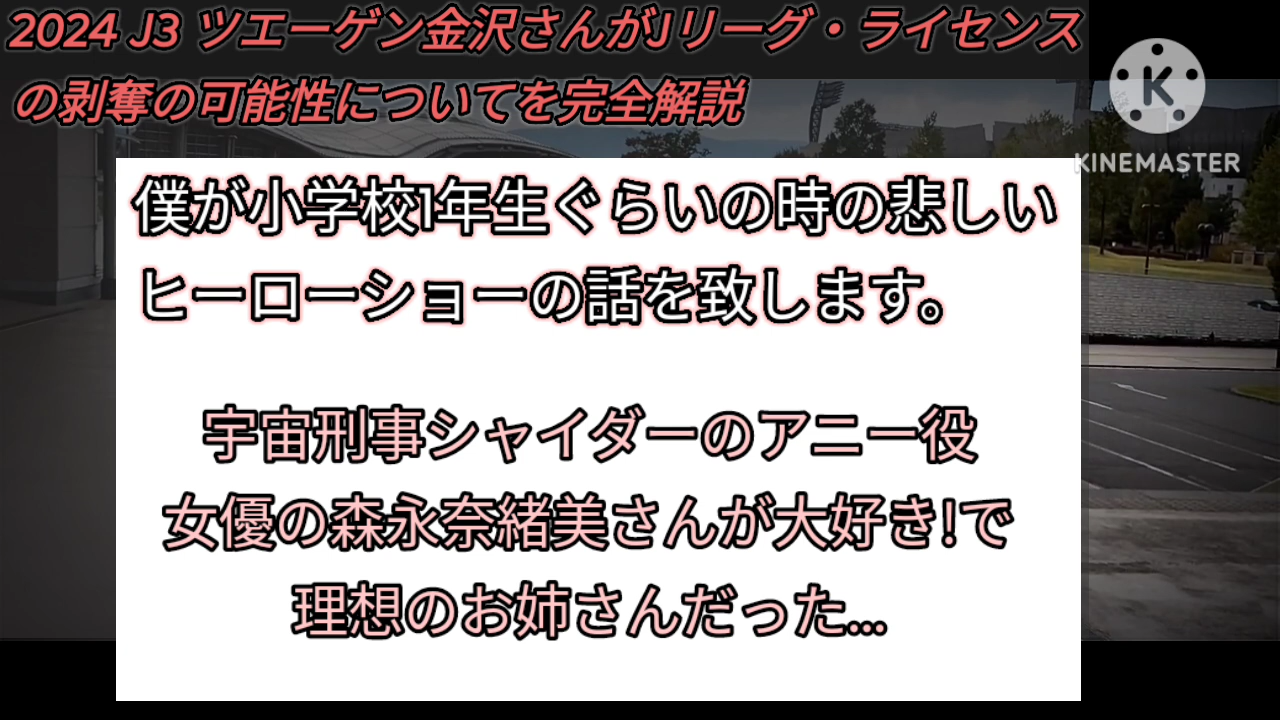 2024 J3 ツエーゲン金沢さんがJリーグ・ライセンス
の剥奪の可能性についてを完全解説
K
KINEMASTER
僕が小学校1年生ぐらいの時の悲しい
ヒーローショーの話を致します。
宇宙刑事シャイダーのアニー役
女優の森永奈緒美さんが大好き!で
理想のお姉さんだった...